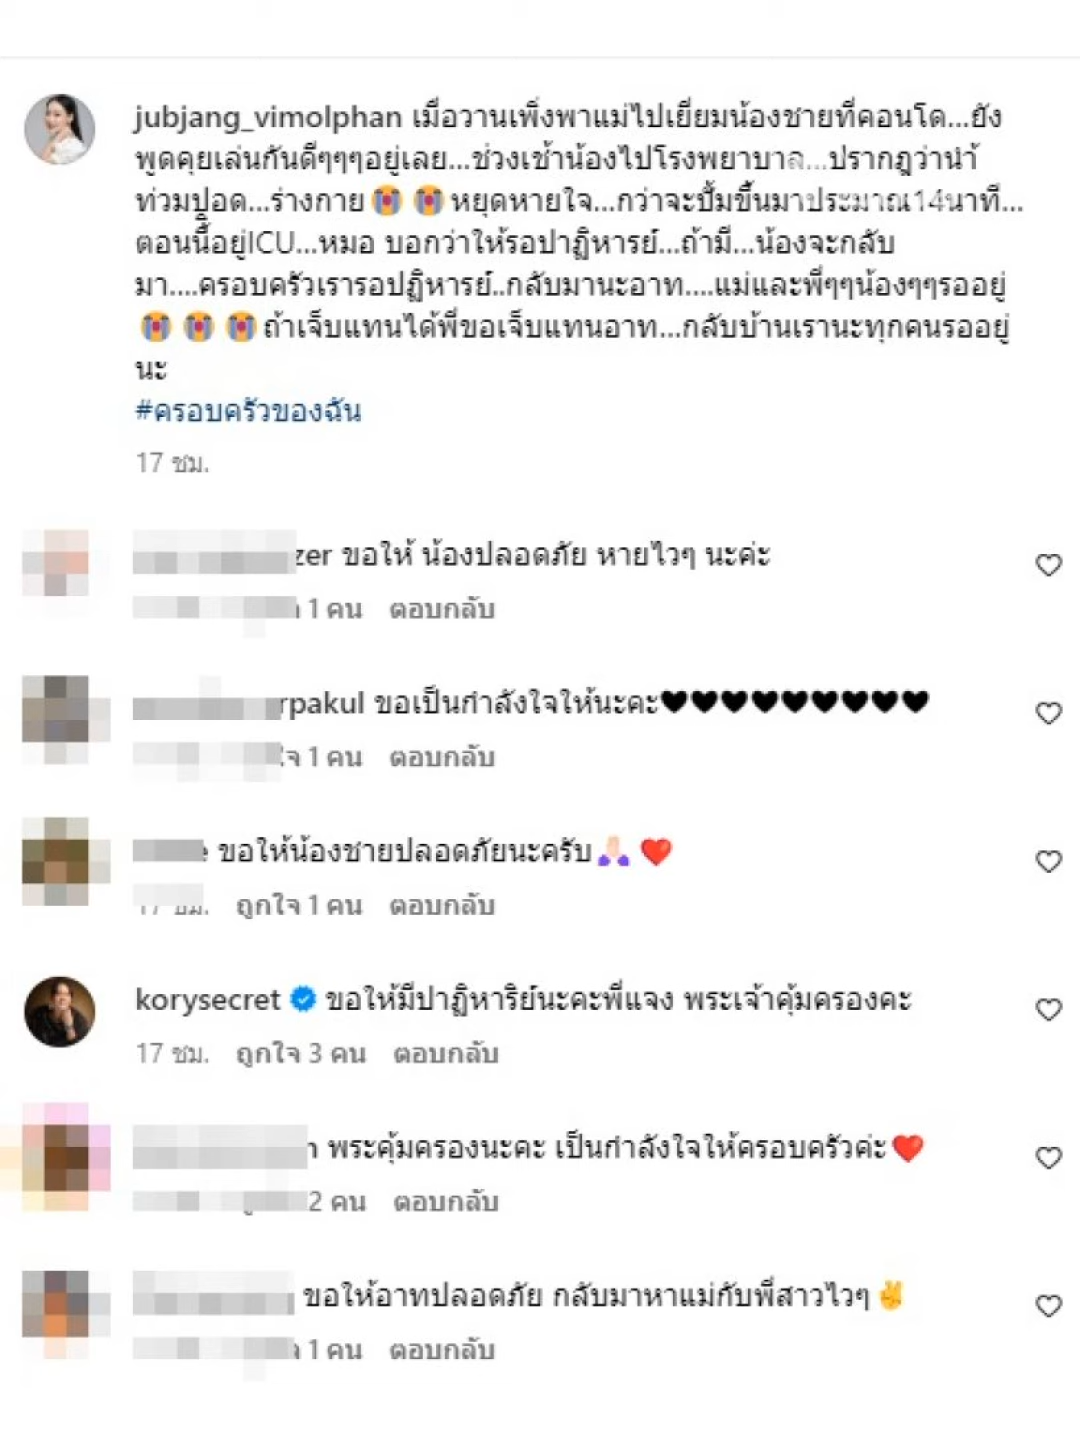 jubjang_vimolphan เมื่อวานเพิ่งพาแม่ไปเยี่ยมน้องชายที่คอนโด...ยัง
พูดคุยเล่นกันดีๆๆๆอยู่เลย...ช่วงเช้าน้องไปโรงพยาบาล...ปรากฎว่าน้ำ
ท่วมปอด...ร่างกาย😭😭หยุดหายใจ...กว่าจะปั้มขึ้นมาประมาณ14นาที...
ตอนนี้อยู่ICU...หมอ บอกว่าให้รอปาฏิหารย์...ถ้ามี...น้องจะกลับ
มา....ครอบครัวเรารอปฏิหารย์..กลับมานะอาท....แม่และพี่ๆๆน้องๆๆรออยู่
😭😭😭ถ้าเจ็บแทนได้พี่ขอเจ็บแทนอาท...กลับบ้านเรานะทุกคนรออยู่
นะ
#ครอบครัวของฉัน
17 ชม.
zer ขอให้ น้องปลอดภัย หายไวๆ นะค่ะ
1 คน ตอบกลับ
rpakul ขอเป็นกำลังใจให้นะคะ🖤🖤🖤🖤🖤🖤🖤🖤🖤
1 คน ตอบกลับ
ขอให้น้องชายปลอดภัยนะครับ🙏🏻❤️
17 ชม. ถูกใจ 1 คน ตอบกลับ
korysecret ขอให้มีปาฏิหาริย์นะคะพี่แจง พระเจ้าคุ้มครองคะ
17 ชม. ถูกใจ 3 คน ตอบกลับ
พระคุ้มครองนะคะ เป็นกำลังใจให้ครอบครัวค่ะ❤️
2 คน ตอบกลับ
ขอให้อาทปลอดภัย กลับมาหาแม่กับพี่สาวไวๆ✌️
1 คน ตอบกลับ